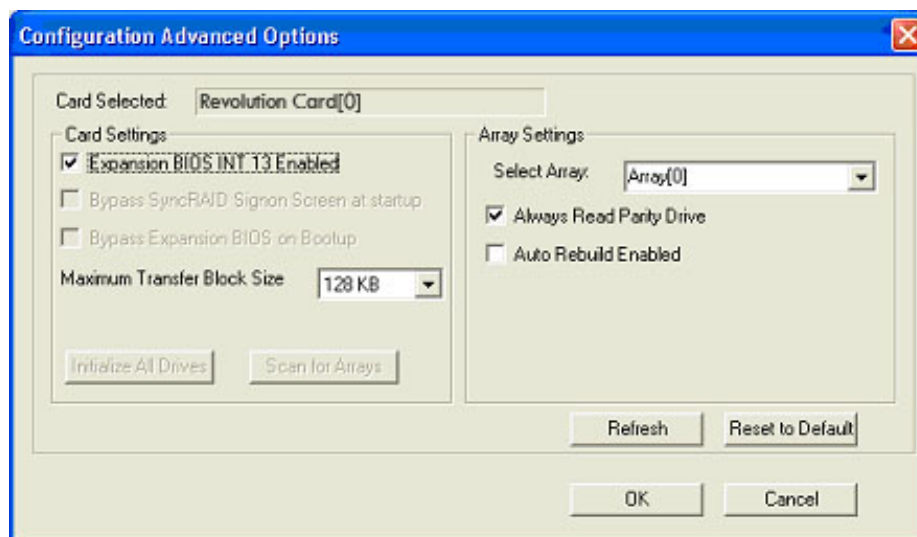 Configuration Advanced Options
Card Selected:
Revolution Card[0]
Card Settings
Expansion BIOS INT 13 Enabled
Bypass SyncRAID Signon Screen at startup
Bypass Expansion BIOS on Bootup
Maximum Transfer Block Size
128 KB
Initialize All Drives
Scan for Arrays
Array Settings
Select Array:
Array[0]
Always Read Parity Drive
Auto Rebuild Enabled
Refresh
Reset to Default
OK
Cancel